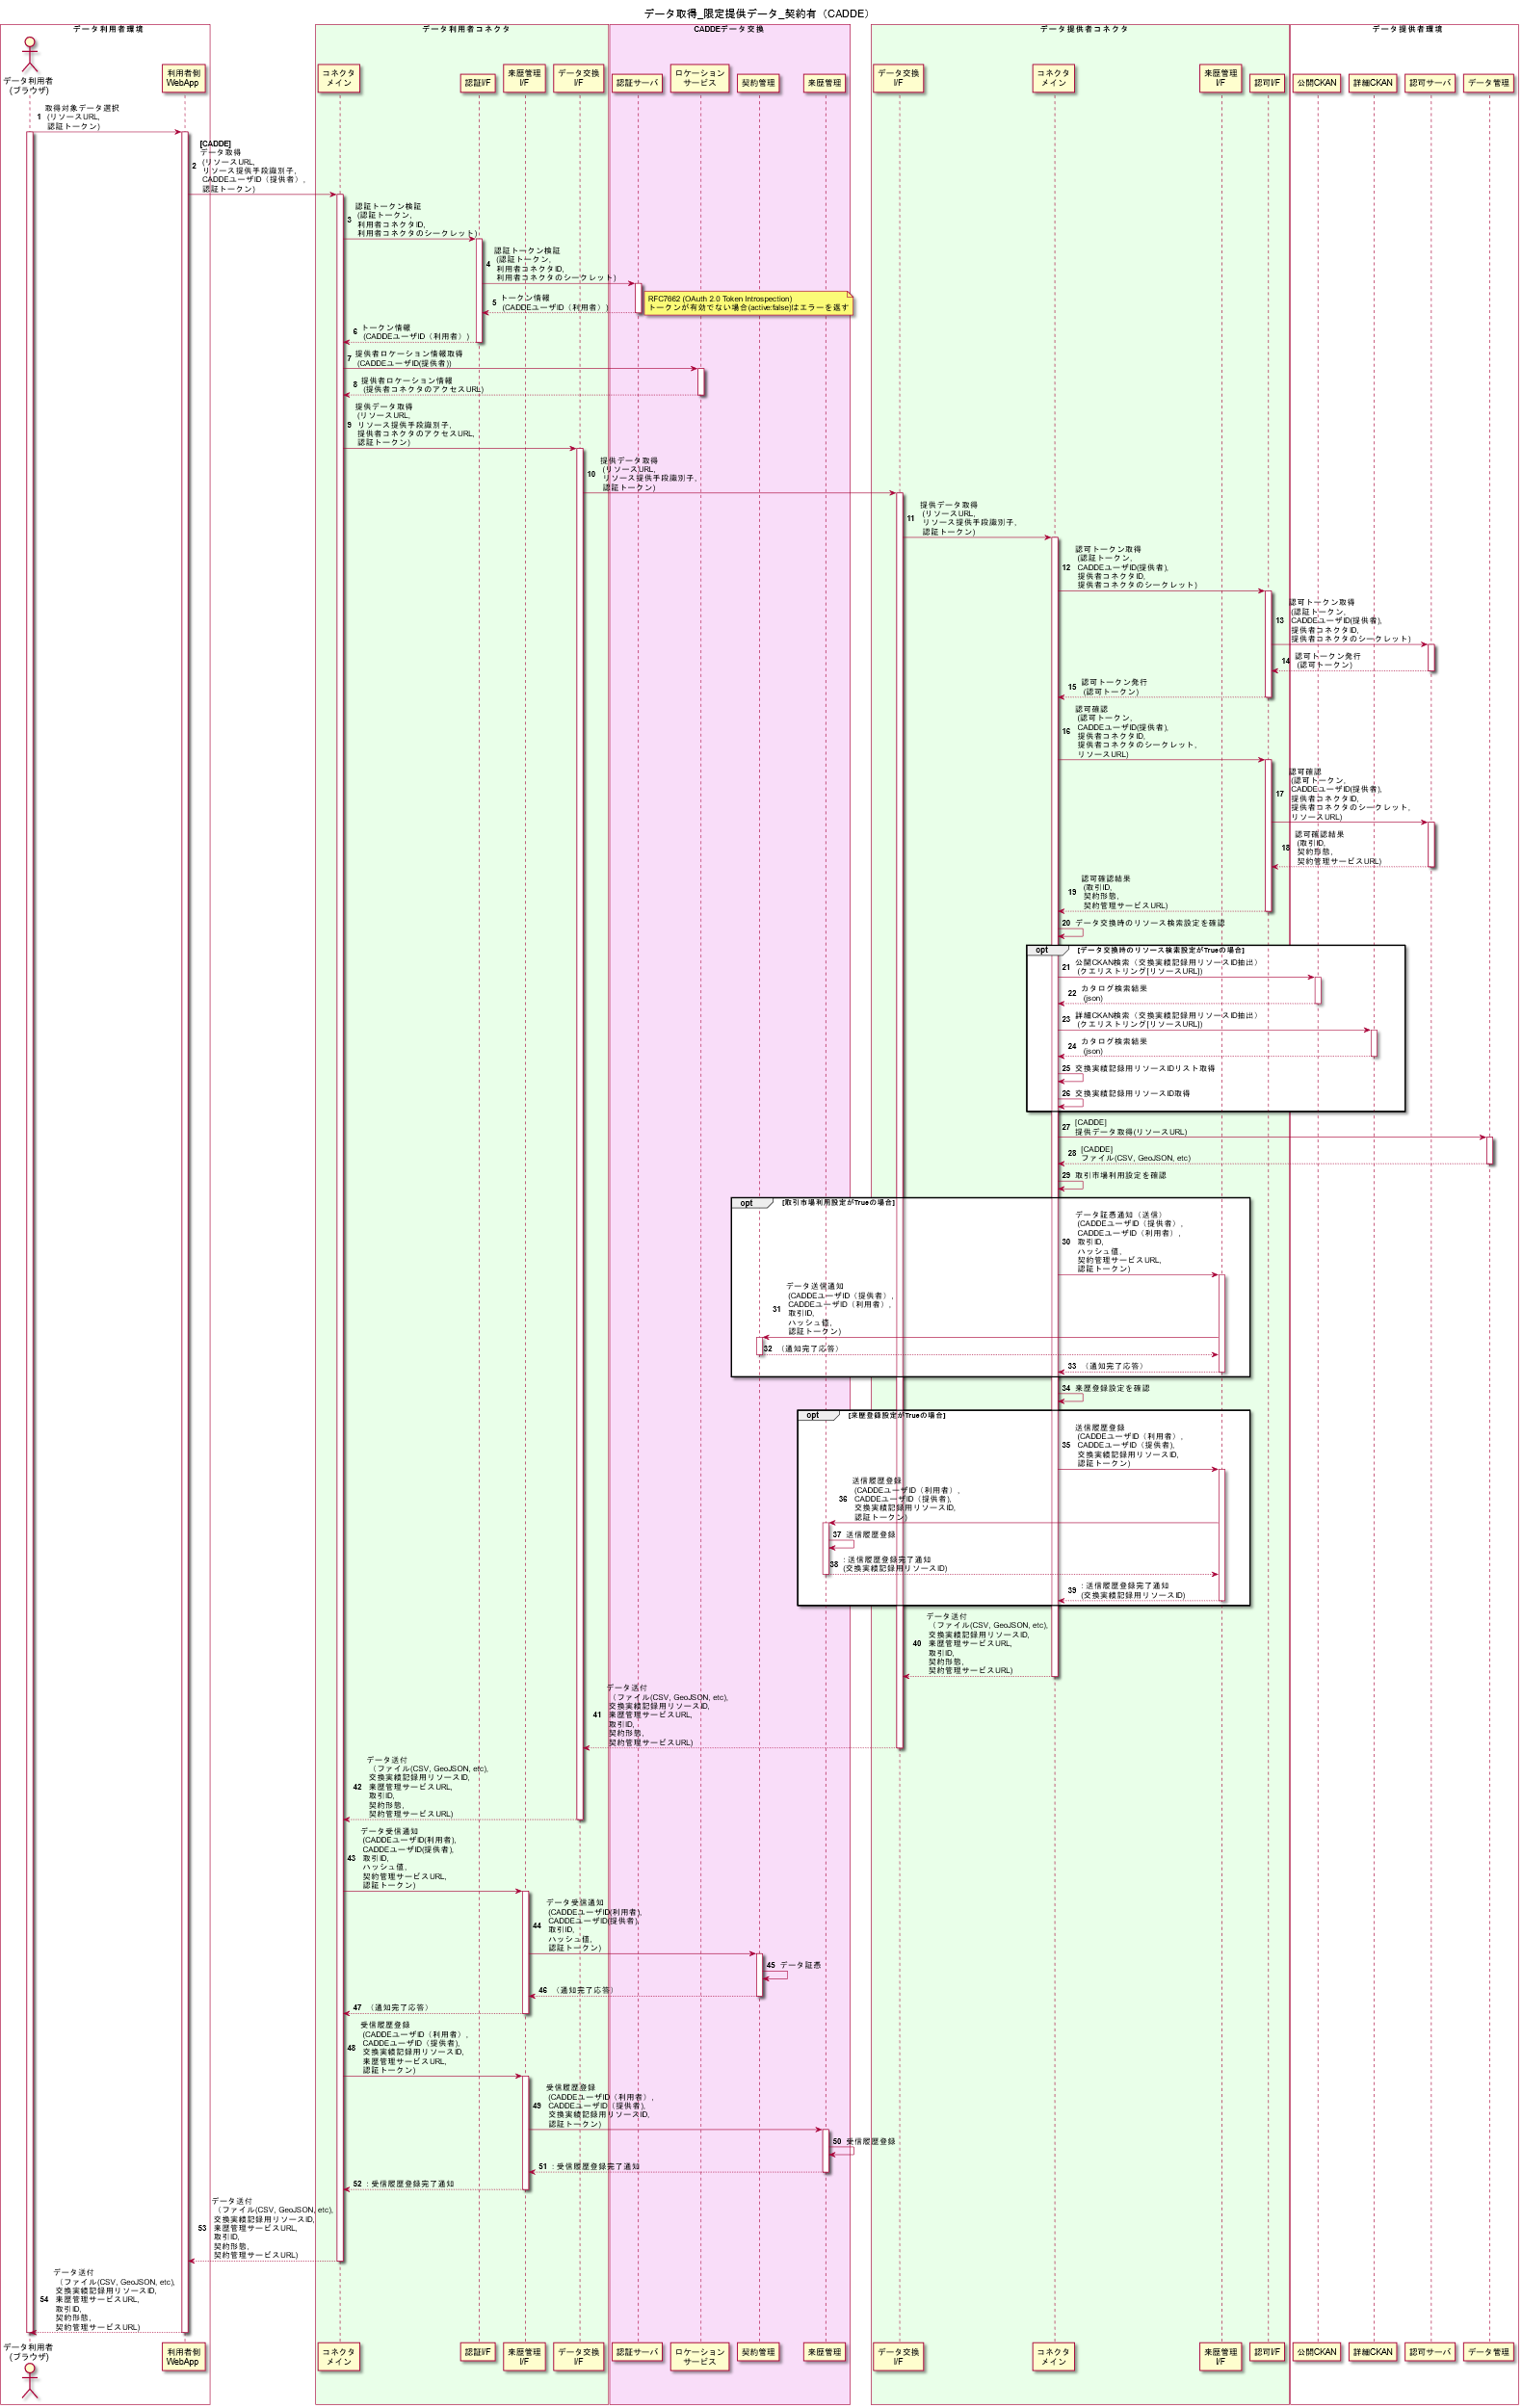 データ取得_限定提供データ_契約有（CADDE）
データ利用者環境
データ利用者コネクタ
CADDEデータ交換
データ提供者コネクタ
データ提供者環境
データ利用者
(ブラウザ)
利用者側
WebApp
コネクタ
メイン
認証I/F
来歴管理
I/F
データ交換
I/F
認証サーバ
ロケーション
サービス
契約管理
来歴管理
データ交換
I/F
コネクタ
メイン
来歴管理
I/F
認可I/F
公開CKAN
詳細CKAN
認可サーバ
データ管理
1 取得対象データ選択
(リソースURL,
認証トークン)
2 [CADDE]
データ取得
(リソースURL,
リソース提供手段識別子,
CADDEユーザID（提供者）,
認証トークン)
3 認証トークン検証
(認証トークン,
利用者コネクタID,
利用者コネクタのシークレット)
4 認証トークン検証
(認証トークン,
利用者コネクタID,
利用者コネクタのシークレット)
5 トークン情報
(CADDEユーザID（利用者）)
RFC7662 (OAuth 2.0 Token Introspection)
トークンが有効でない場合(active:false)はエラーを返す
6 トークン情報
(CADDEユーザID（利用者）)
7 提供者ロケーション情報取得
(CADDEユーザID(提供者))
8 提供者ロケーション情報
(提供者コネクタのアクセスURL)
9 提供データ取得
(リソースURL,
リソース提供手段識別子,
提供者コネクタのアクセスURL,
認証トークン)
10 提供データ取得
(リソースURL,
リソース提供手段識別子,
認証トークン)
11 提供データ取得
(リソースURL,
リソース提供手段識別子,
認証トークン)
12 認可トークン取得
(認証トークン,
CADDEユーザID(提供者),
提供者コネクタID,
提供者コネクタのシークレット)
13 認可トークン取得
(認証トークン,
CADDEユーザID(提供者),
提供者コネクタID,
提供者コネクタのシークレット)
14 認可トークン発行
(認可トークン)
15 認可トークン発行
(認可トークン)
16 認可確認
(認可トークン,
CADDEユーザID(提供者),
提供者コネクタID,
提供者コネクタのシークレット,
リソースURL)
17 認可確認
(認可トークン,
CADDEユーザID(提供者),
提供者コネクタID,
提供者コネクタのシークレット,
リソースURL)
18 認可確認結果
(取引ID,
契約形態,
契約管理サービスURL)
19 認可確認結果
(取引ID,
契約形態,
契約管理サービスURL)
20 データ交換時のリソース検索設定を確認
opt [データ交換時のリソース検索設定がTrueの場合]
21 公開CKAN検索（交換実績記録用リソースID抽出）
(クエリストリング[リソースURL])
22 カタログ検索結果
(json)
23 詳細CKAN検索（交換実績記録用リソースID抽出）
(クエリストリング[リソースURL])
24 カタログ検索結果
(json)
25 交換実績記録用リソースIDリスト取得
26 交換実績記録用リソースID取得
27 [CADDE]
提供データ取得(リソースURL)
28 [CADDE]
ファイル(CSV, GeoJSON, etc)
29 取引市場利用設定を確認
opt [取引市場利用設定がTrueの場合]
30 データ証憑通知（送信）
(CADDEユーザID（提供者）,
CADDEユーザID（利用者）,
取引ID,
ハッシュ値,
契約管理サービスURL,
認証トークン)
31 データ送信通知
(CADDEユーザID（提供者）,
CADDEユーザID（利用者）,
取引ID,
ハッシュ値,
認証トークン)
32 （通知完了応答）
33 （通知完了応答）
34 来歴登録設定を確認
opt [来歴登録設定がTrueの場合]
35 送信履歴登録
(CADDEユーザID（利用者）,
CADDEユーザID（提供者),
交換実績記録用リソースID,
認証トークン)
36 送信履歴登録
(CADDEユーザID（利用者）,
CADDEユーザID（提供者),
交換実績記録用リソースID,
認証トークン)
37 送信履歴登録
38 : 送信履歴登録完了通知
(交換実績記録用リソースID)
39 : 送信履歴登録完了通知
(交換実績記録用リソースID)
40 データ送付
（ファイル(CSV, GeoJSON, etc),
交換実績記録用リソースID,
来歴管理サービスURL,
取引ID,
契約形態,
契約管理サービスURL)
41 データ送付
（ファイル(CSV, GeoJSON, etc),
交換実績記録用リソースID,
来歴管理サービスURL,
取引ID,
契約形態,
契約管理サービスURL)
42 データ送付
（ファイル(CSV, GeoJSON, etc),
交換実績記録用リソースID,
来歴管理サービスURL,
取引ID,
契約形態,
契約管理サービスURL)
43 データ受信通知
(CADDEユーザID(利用者),
CADDEユーザID(提供者),
取引ID,
ハッシュ値,
契約管理サービスURL,
認証トークン)
44 データ受信通知
(CADDEユーザID(利用者),
CADDEユーザID(提供者),
取引ID,
ハッシュ値,
認証トークン)
45 データ証憑
46 （通知完了応答）
47 （通知完了応答）
48 受信履歴登録
(CADDEユーザID（利用者）,
CADDEユーザID（提供者),
交換実績記録用リソースID,
来歴管理サービスURL,
認証トークン)
49 受信履歴登録
(CADDEユーザID（利用者）,
CADDEユーザID（提供者),
交換実績記録用リソースID,
認証トークン)
50 受信履歴登録
51 : 受信履歴登録完了通知
52 : 受信履歴登録完了通知
53 データ送付
（ファイル(CSV, GeoJSON, etc),
交換実績記録用リソースID,
来歴管理サービスURL,
取引ID,
契約形態,
契約管理サービスURL)
54 データ送付
（ファイル(CSV, GeoJSON, etc),
交換実績記録用リソースID,
来歴管理サービスURL,
取引ID,
契約形態,
契約管理サービスURL)
データ利用者
(ブラウザ)
利用者側
WebApp
コネクタ
メイン
認証I/F
来歴管理
I/F
データ交換
I/F
認証サーバ
ロケーション
サービス
契約管理
来歴管理
データ交換
I/F
コネクタ
メイン
来歴管理
I/F
認可I/F
公開CKAN
詳細CKAN
認可サーバ
データ管理